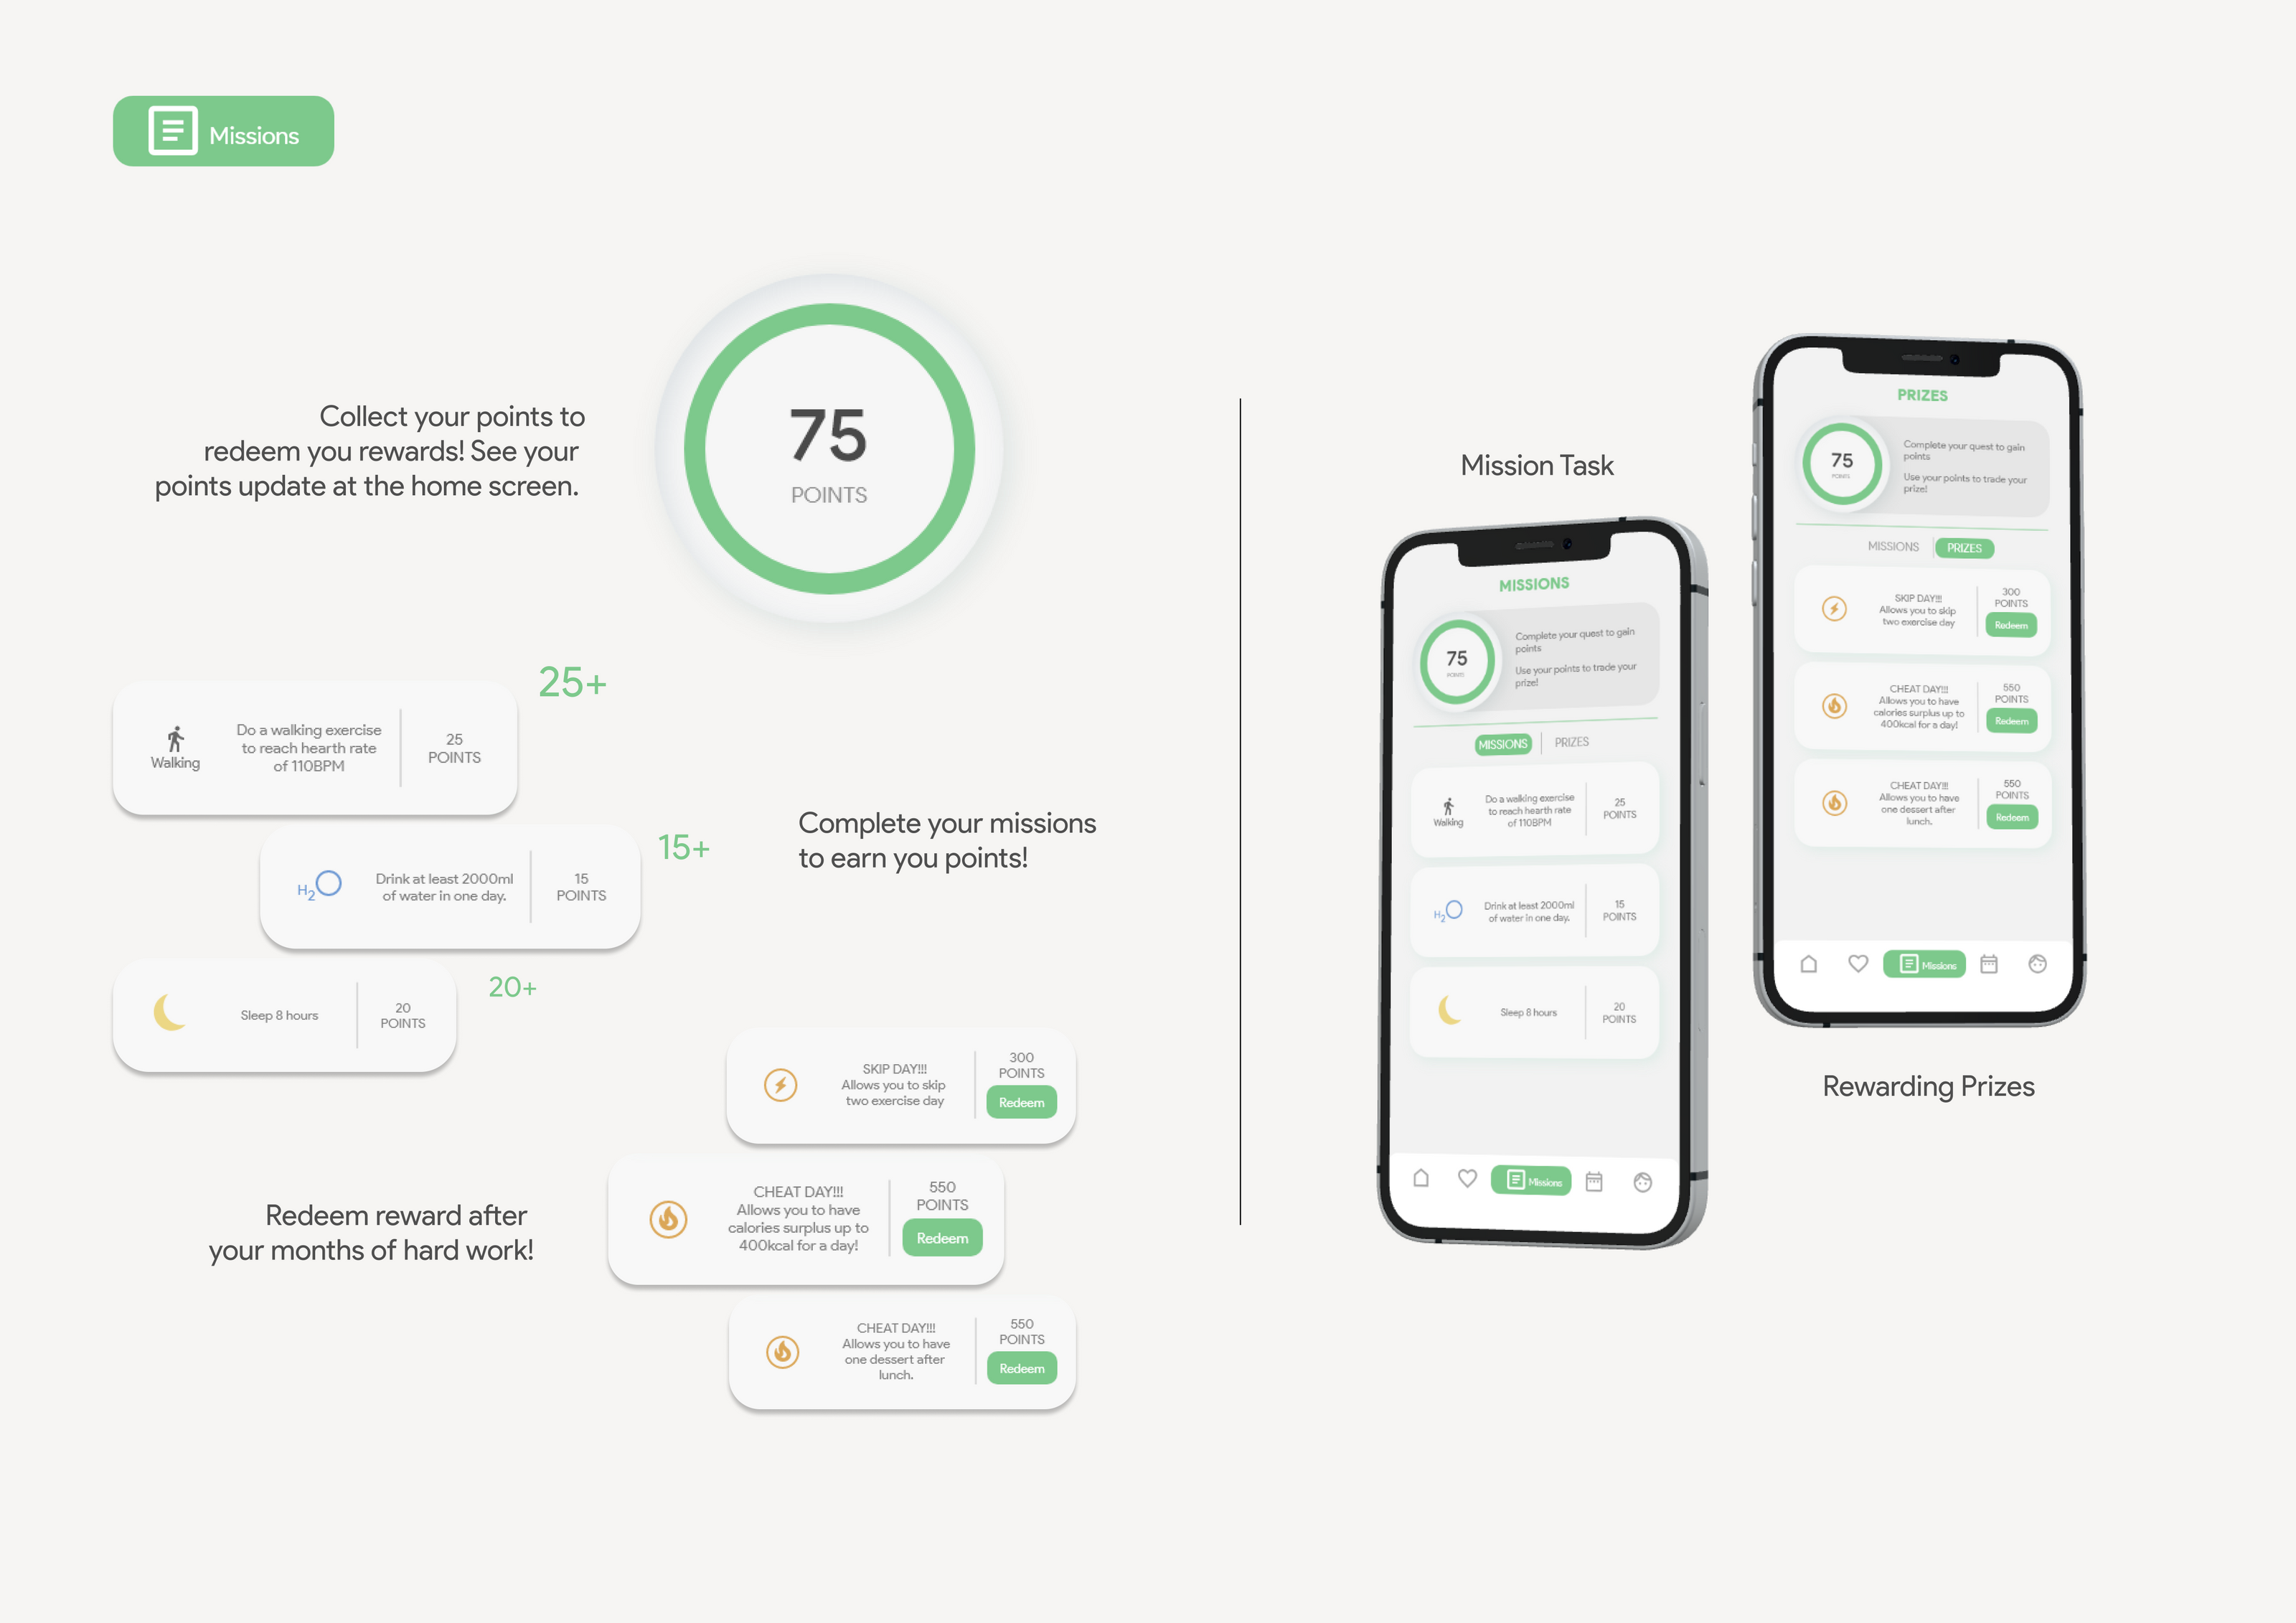 Missions
Collect your points to
redeem you rewards! See your
points update at the home screen.
75
POINTS
25+
Walking
Do a walking exercise
to reach hearth rate
of 110BPM
25
POINTS
15+
H2O
Drink at least 2000ml
of water in one day.
15
POINTS
Complete your missions
to earn you points!
20+
Sleep 8 hours
20
POINTS
SKIP DAY!!!
Allows you to skip
two exercise day
300
POINTS
Redeem
Redeem reward after
your months of hard work!
CHEAT DAY!!!
Allows you to have
calories surplus up to
400kcal for a day!
550
POINTS
Redeem
CHEAT DAY!!!
Allows you to have
one dessert after
lunch.
550
POINTS
Redeem
Mission Task
MISSIONS
75
POINTS
Complete your quest to gain
points
Use your points to trade your
prize!
MISSIONS
PRIZES
Walking
Do a walking exercise
to reach hearth rate
of 110BPM
25
POINTS
H2O
Drink at least 2000ml
of water in one day.
15
POINTS
Sleep 8 hours
20
POINTS
Missions
PRIZES
75
POINTS
Complete your quest to gain
points
Use your points to trade your
prize!
MISSIONS
PRIZES
SKIP DAY!!!
Allows you to skip
two exercise day
300
POINTS
Redeem
CHEAT DAY!!!
Allows you to have
calories surplus up to
400kcal for a day!
550
POINTS
Redeem
CHEAT DAY!!!
Allows you to have
one dessert after
lunch.
550
POINTS
Redeem
Missions
Rewarding Prizes